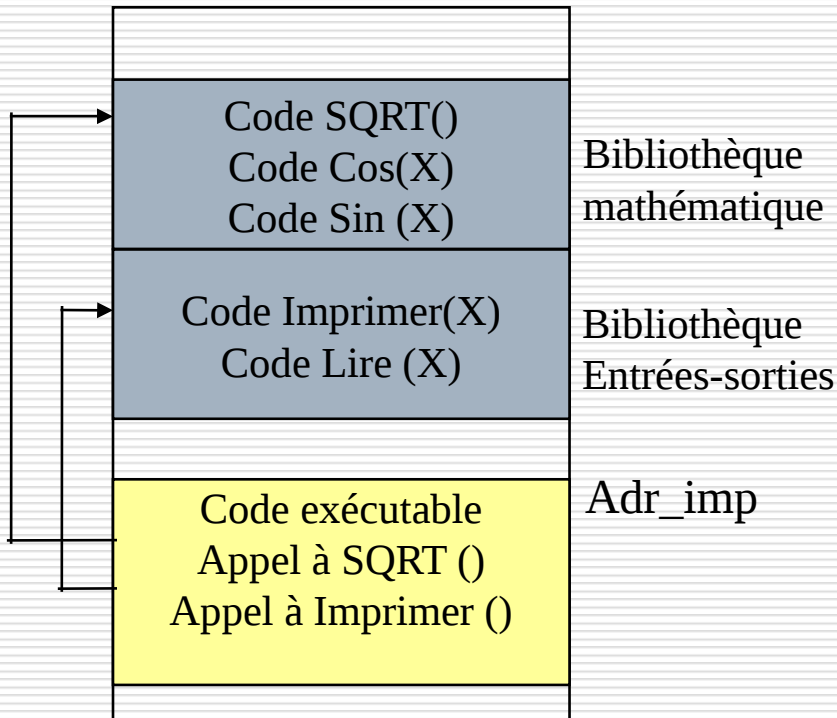 Code SQRT()
Code Cos(X)
Code Sin (X)
Bibliothèque
mathématique
Code Imprimer(X)
Code Lire (X)
Bibliothèque
Entrées-sorties
Adr_imp
Code exécutable
Appel à SQRT ()
Appel à Imprimer ()